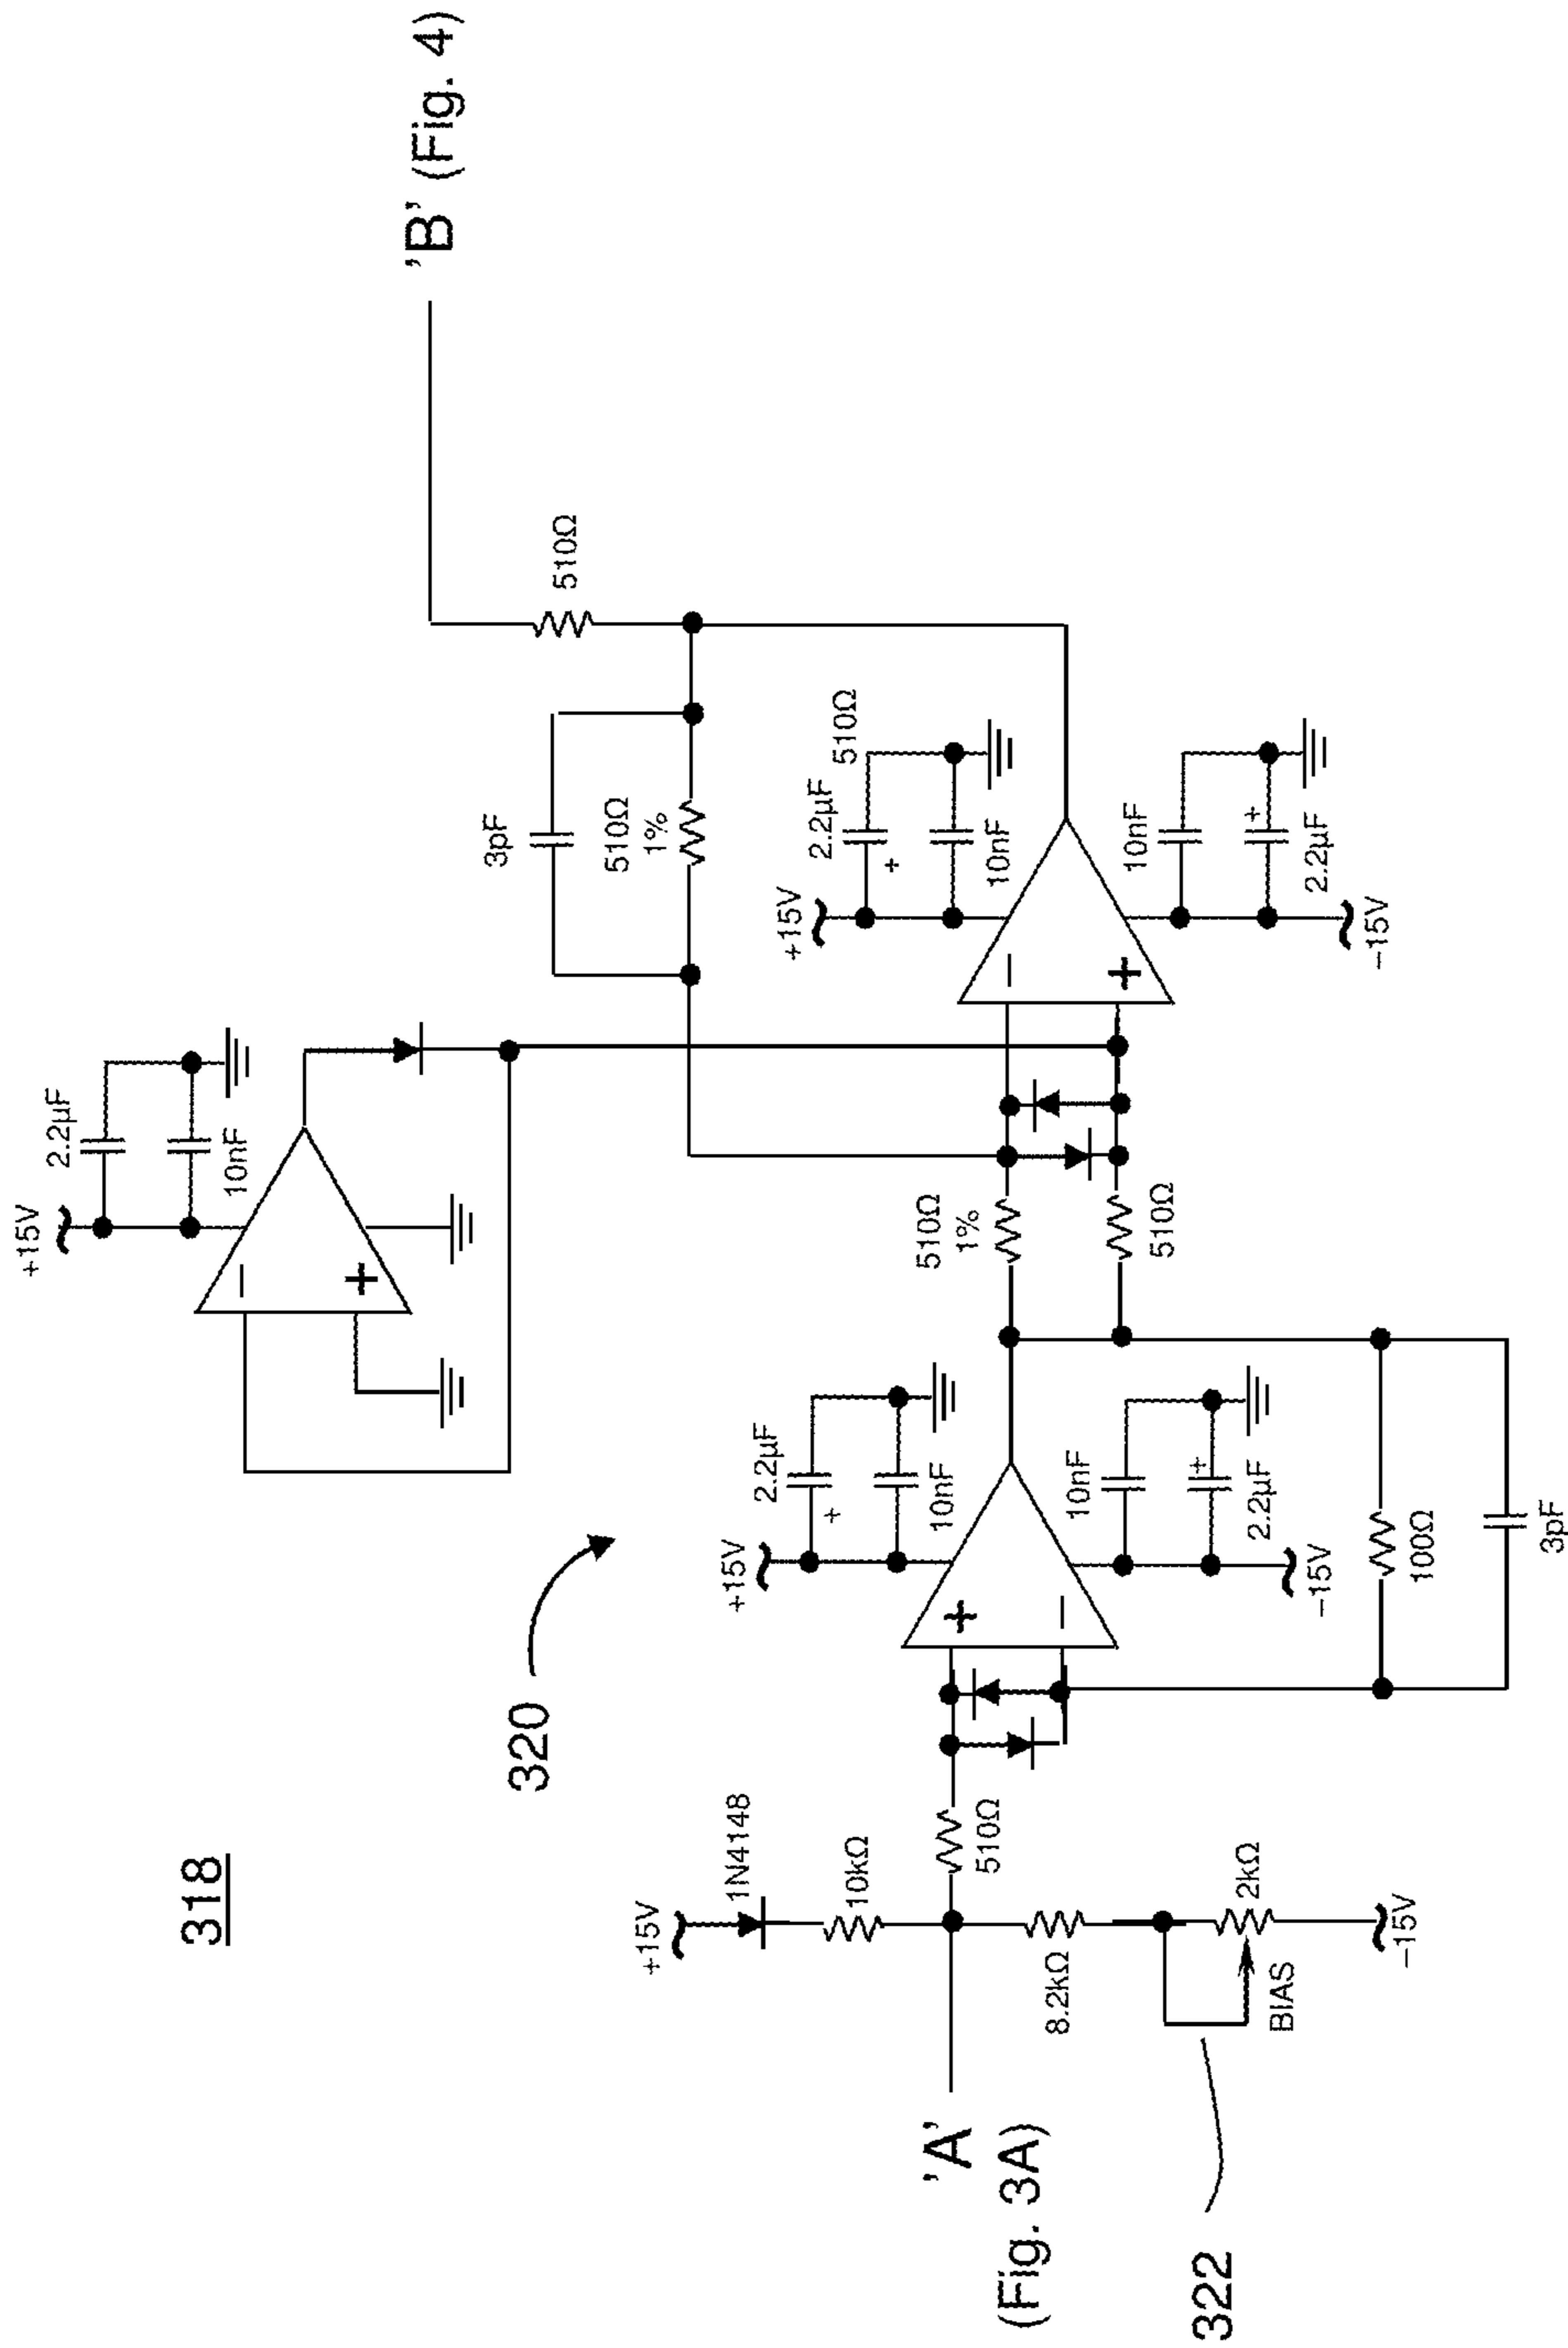 318
320
322
'A'
(Fig. 3A)
'B' (Fig. 4)
+15V
1N4148
10kΩ
510Ω
8.2kΩ
2kΩ
BIAS
−15V
+15V
2.2µF
+
10nF
+
−
10nF
+
2.2µF
−15V
100Ω
3pF
+15V
2.2µF
10nF
−
+
510Ω
1%
510Ω
3pF
510Ω
1%
+15V
2.2µF
510Ω
+
10nF
−
+
10nF
+
2.2µF
−15V
510Ω